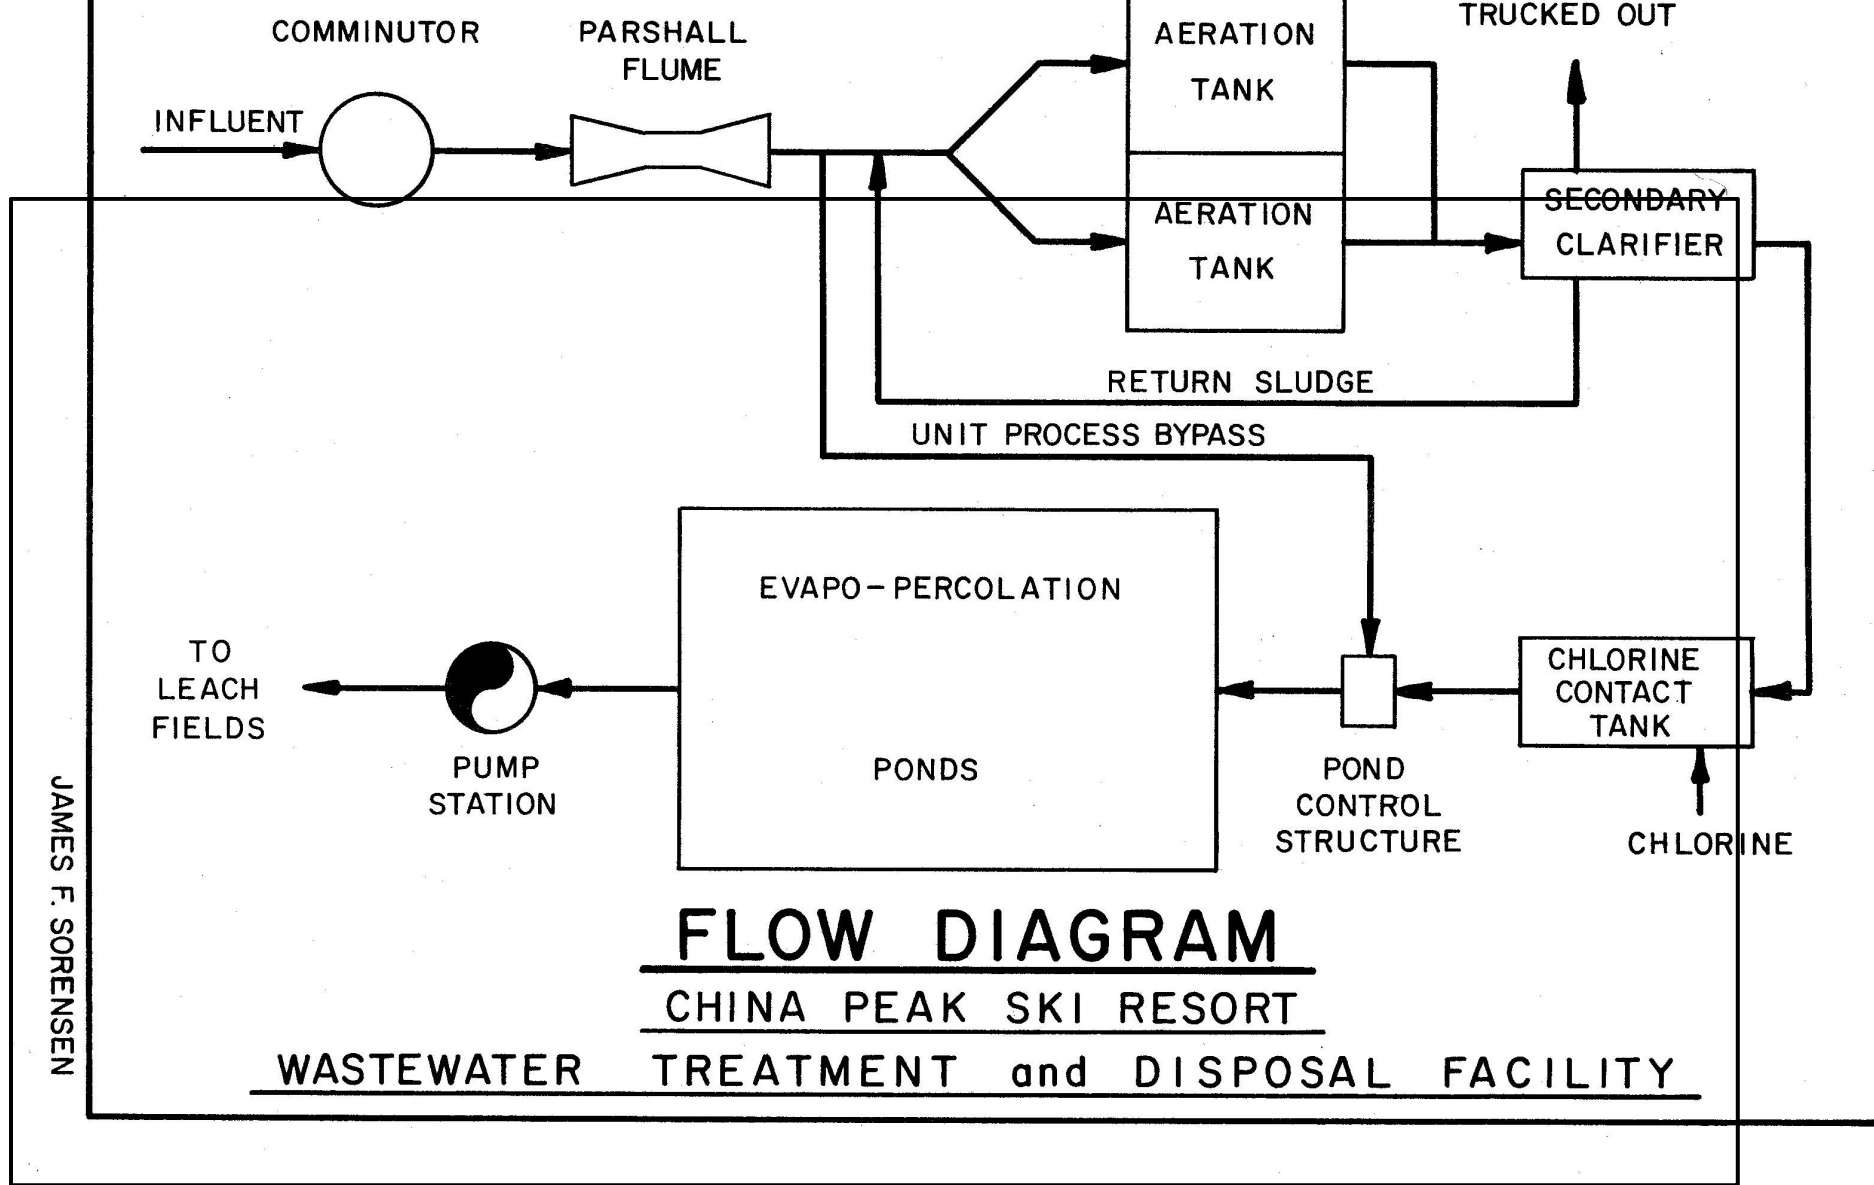 COMMINUTOR
PARSHALL
FLUME
INFLUENT
AERATION
TANK
AERATION
TANK
TRUCKED OUT
SECONDARY
CLARIFIER
RETURN SLUDGE
UNIT PROCESS BYPASS
EVAPO-PERCOLATION
PONDS
TO
LEACH
FIELDS
PUMP
STATION
POND
CONTROL
STRUCTURE
CHLORINE
CONTACT
TANK
CHLORINE
JAMES F. SORENSEN
FLOW DIAGRAM
CHINA PEAK SKI RESORT
WASTEWATER TREATMENT and DISPOSAL FACILITY